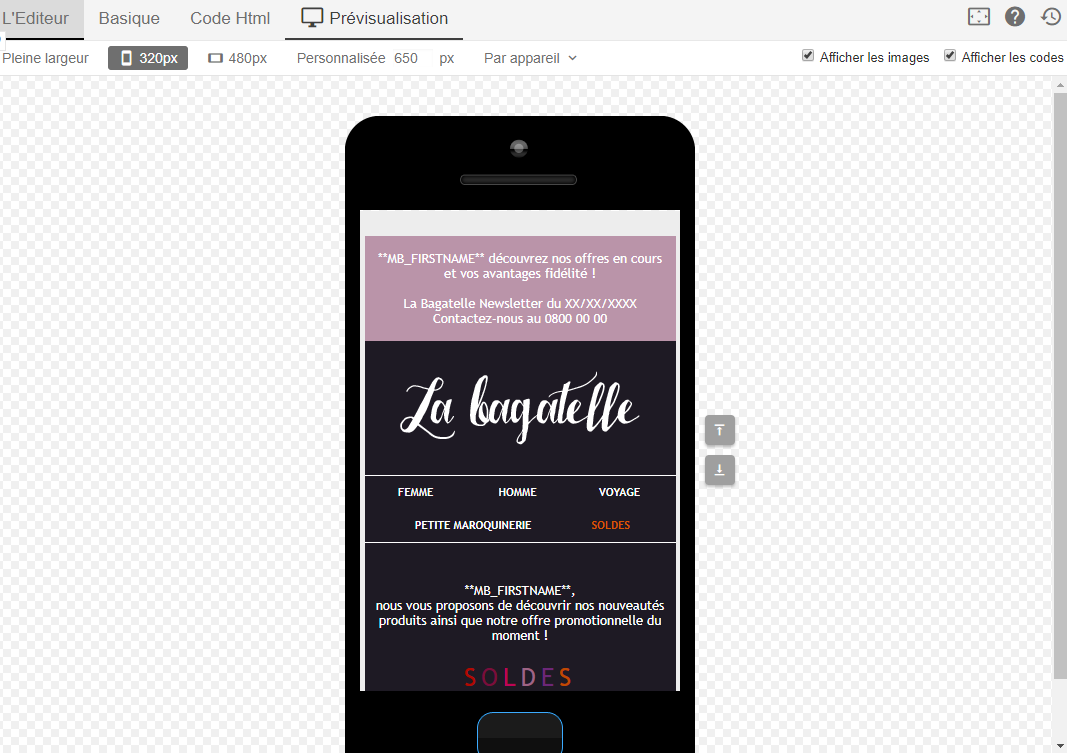 L'Editeur Basique Code Html Prévisualisation
Pleine largeur 320px 480px Personnalisée 650 px Par appareil Afficher les images Afficher les codes
**MB_FIRSTNAME** découvrez nos offres en cours
et vos avantages fidélité !
La Bagatelle Newsletter du XX/XX/XXXX
Contactez-nous au 0800 00 00
La bagatelle
FEMME HOMME VOYAGE
PETITE MAROQUINERIE SOLDES
**MB_FIRSTNAME**,
nous vous proposons de découvrir nos nouveautés
produits ainsi que notre offre promotionnelle du
moment !
SOLDES